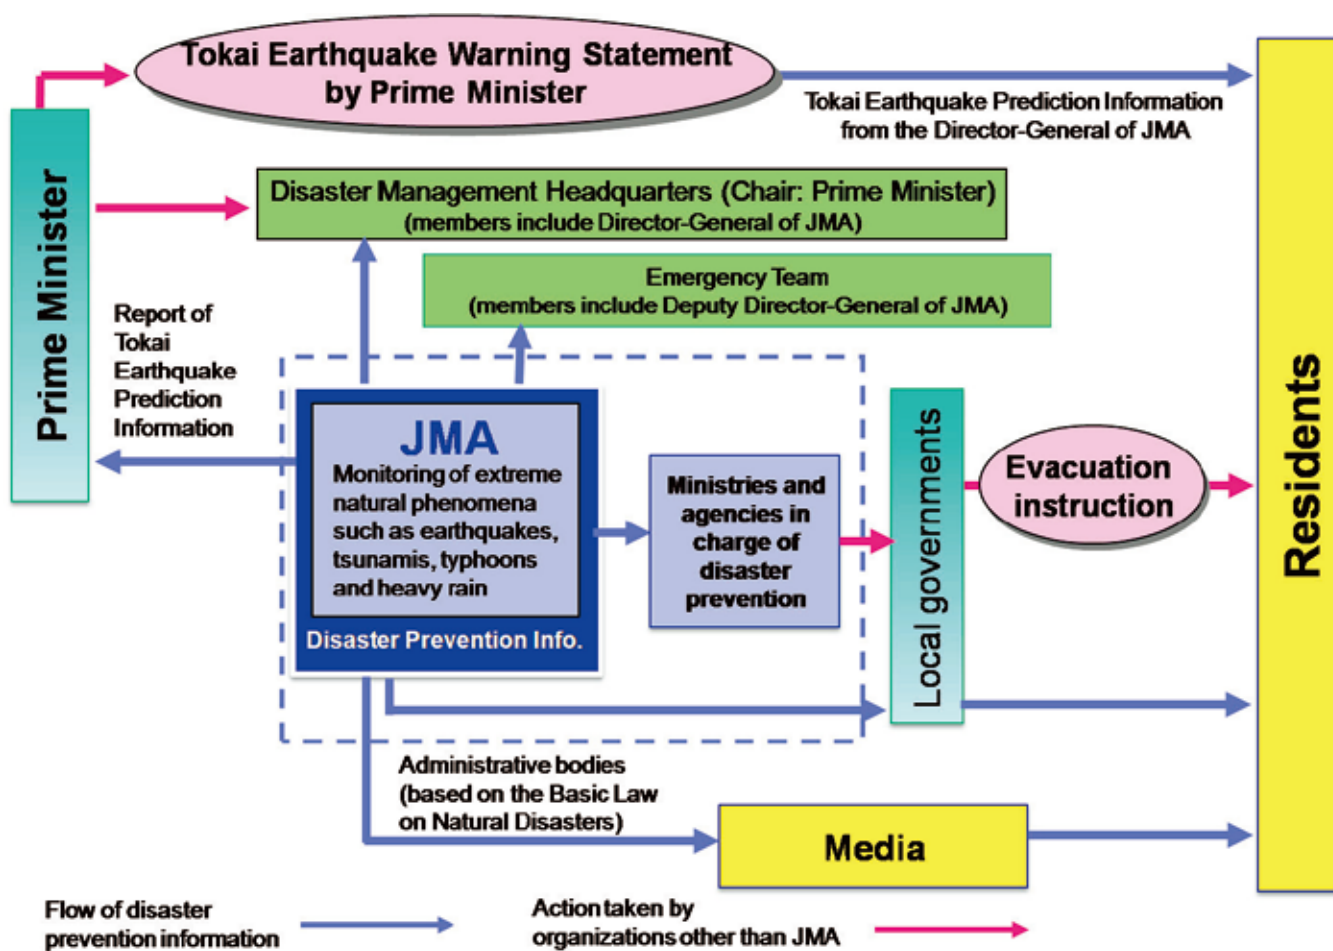 Tokai Earthquake Warning Statement
by Prime Minister
Tokai Earthquake Prediction Information
from the Director-General of JMA
Prime Minister
Disaster Management Headquarters (Chair: Prime Minister)
(members include Director-General of JMA)
Emergency Team
(members include Deputy Director-General of JMA)
Report of
Tokai
Earthquake
Prediction
Information
JMA
Monitoring of extreme
natural phenomena
such as earthquakes,
tsunamis, typhoons
and heavy rain
Disaster Prevention Info.
Ministries and
agencies in
charge of
disaster
prevention
Local governments
Evacuation
instruction
Residents
Administrative bodies
(based on the Basic Law
on Natural Disasters)
Media
Flow of disaster
prevention information
Action taken by
organizations other than JMA